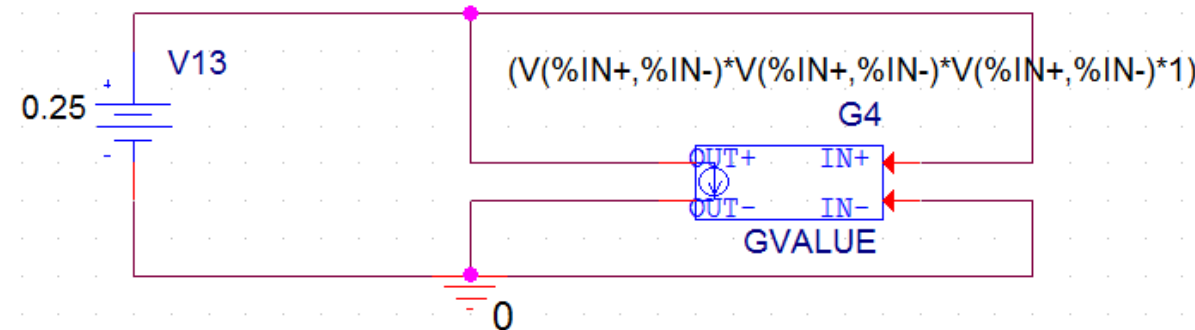 V13
(V(%IN+,%IN-)*V(%IN+,%IN-)*V(%IN+,%IN-)*1)
+
0.25
G4
-
OUT+ IN+
OUT- IN-
GVALUE
0